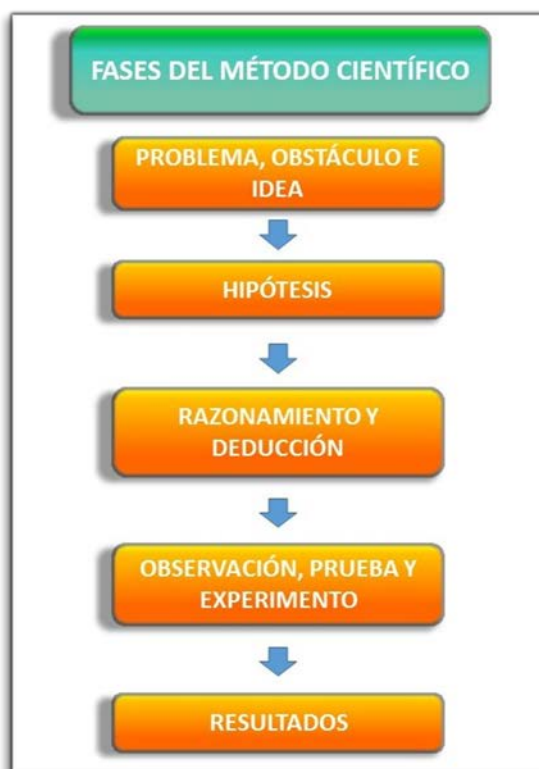 FASES DEL MÉTODO CIENTÍFICO
PROBLEMA, OBSTÁCULO E
IDEA
HIPÓTESIS
RAZONAMIENTO Y
DEDUCCIÓN
OBSERVACIÓN, PRUEBA Y
EXPERIMENTO
RESULTADOS